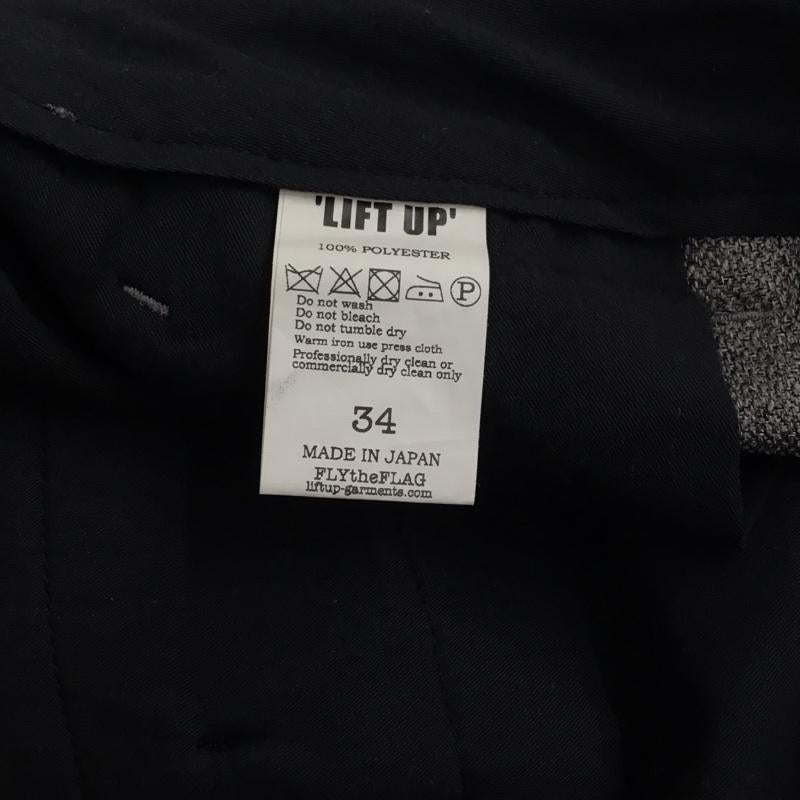 'LIFT UP'
100% POLYESTER
P
Do not wash
Do not bleach
Do not tumble dry
Warm iron use press cloth
Professionally dry clean or
commercially dry clean only
34
MADE IN JAPAN
FLYtheFLAG
liftup-garments.com